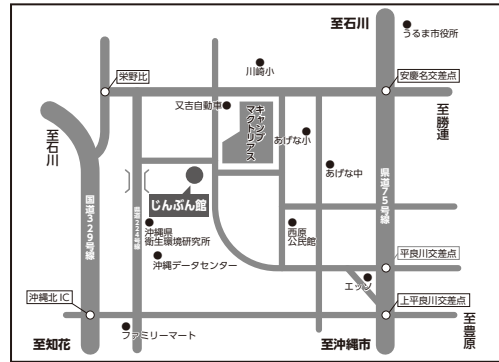 至石川
うるま市役所
川崎小
栄野比
安慶名交差点
又吉自動車
キャンプ
マクトリアス
至勝連
至石川
あげな小
あげな中
国道329号線
県道224号線
県道75号線
じんぶん館
沖縄県
衛生環境研究所
西原
公民館
沖縄データセンター
平良川交差点
エッソ
沖縄北IC
上平良川交差点
ファミリーマート
至知花
至沖縄市
至豊原